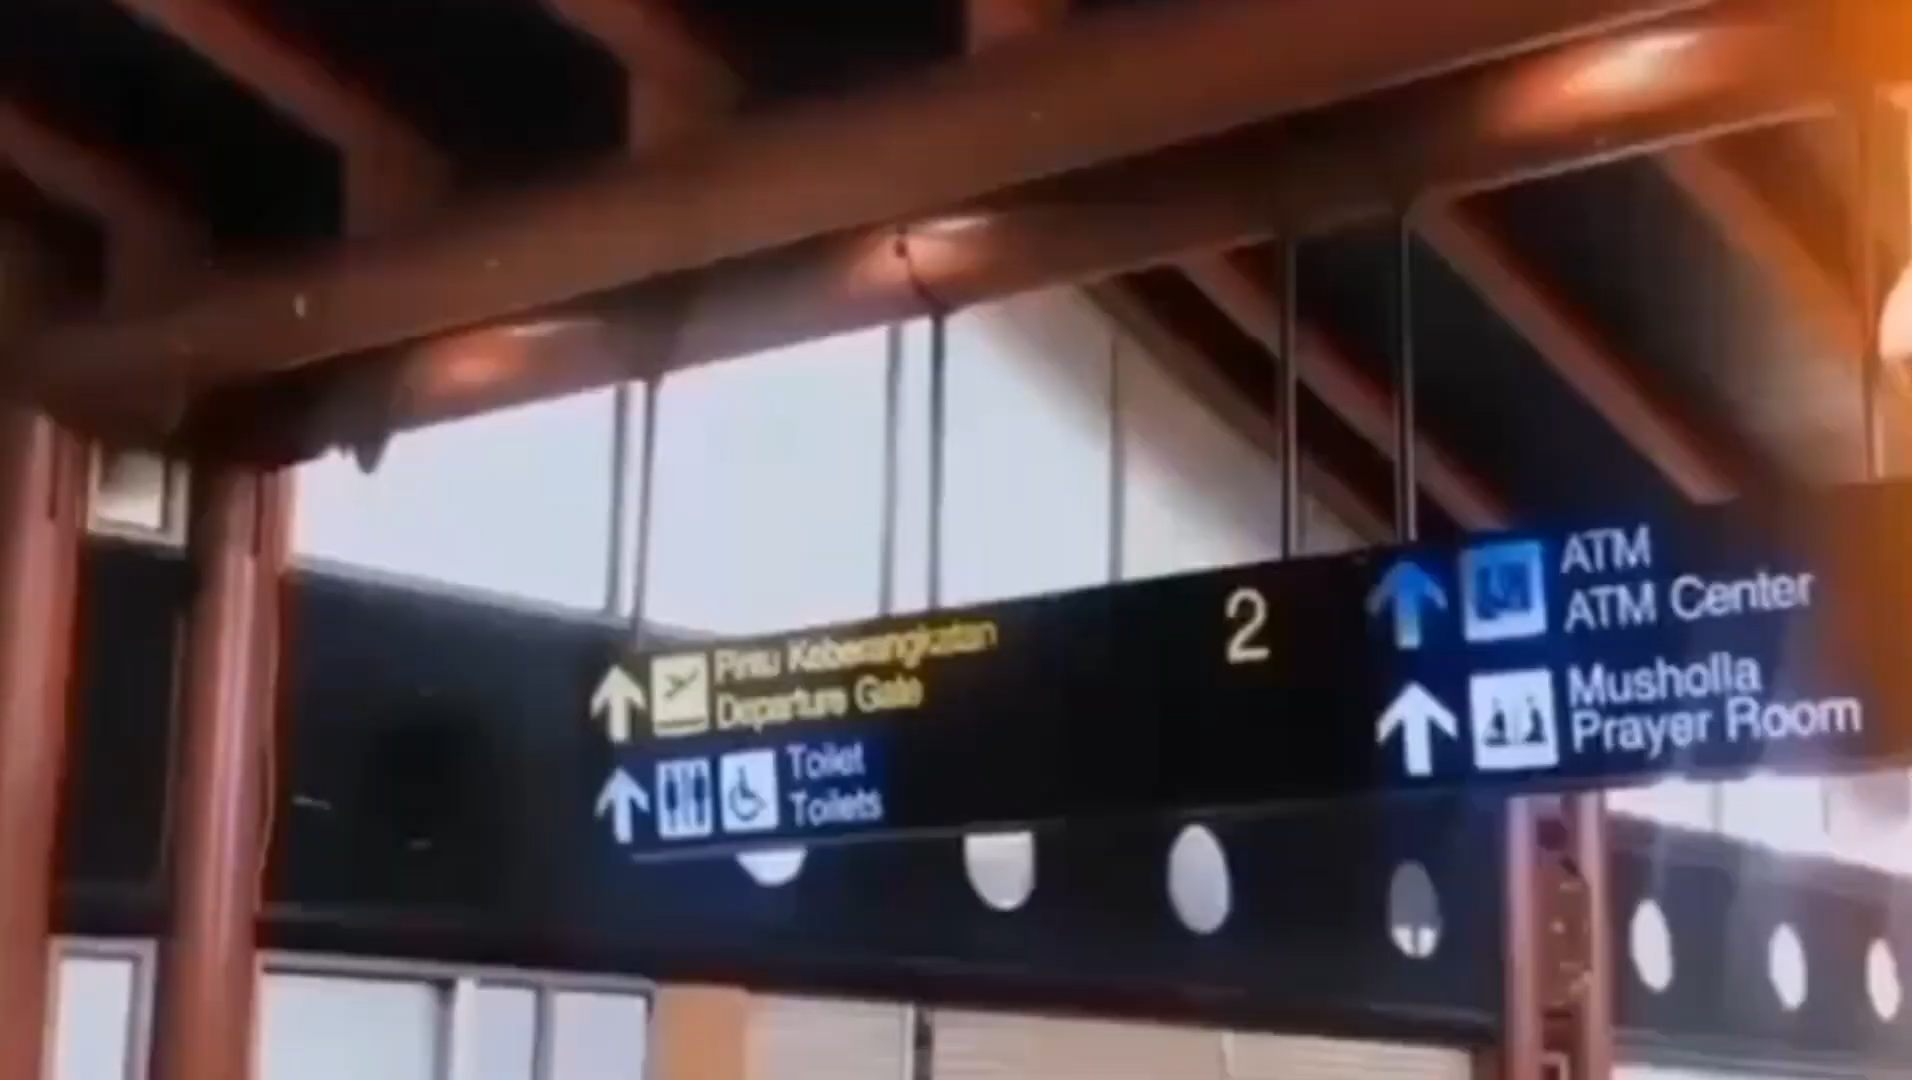 Pintu Keberangkatan
Departure Gate
Toilet
Toilets
2
ATM
ATM Center
Musholla
Prayer Room